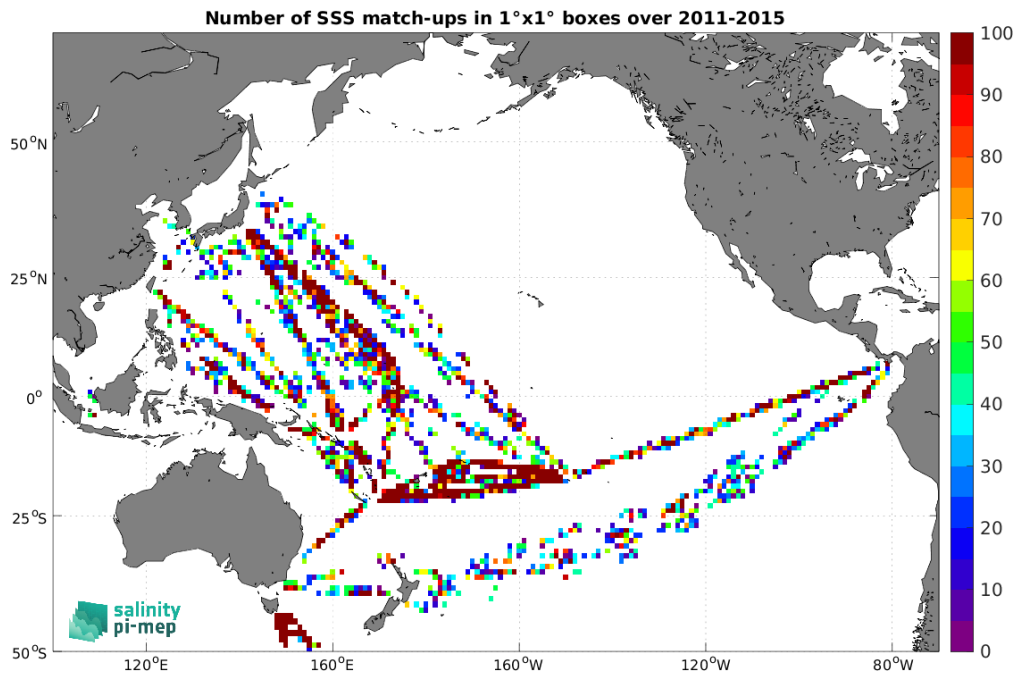 Number of SSS match-ups in 1°x1° boxes over 2011-2015
100
90
80
70
60
50
40
30
20
10
0
50°N
25°N
0°
25°S
50°S
120°E
160°E
160°W
120°W
80°W
salinity
pi-mep